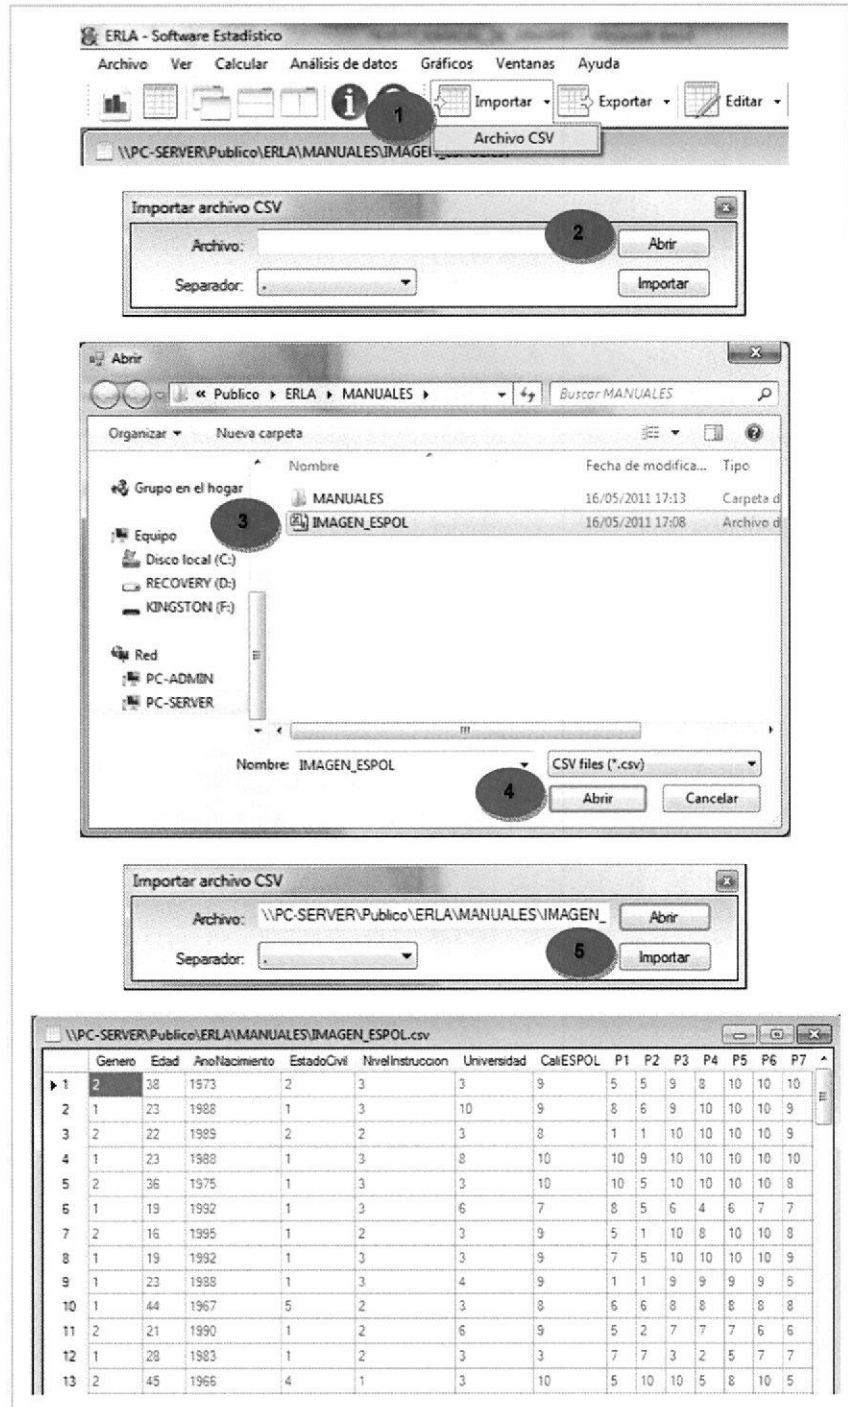 ERLA - Software Estadístico
Archivo Ver Calcular Análisis de datos Gráficos Ventanas Ayuda
1 Importar Exportar Editar
Archivo CSV
\\PC-SERVER\Publico\ERLA\MANUALES\IMAGEN_ESPOL.csv
Importar archivo CSV
Archivo: 2 Abrir
Separador: Importar
Abrir
« Publico ERLA MANUALES Buscar MANUALES
Organizar Nueva carpeta
Nombre Fecha de modifica... Tipo
Grupo en el hogar
MANUALES 16/05/2011 17:13 Carpeta d
3 IMAGEN_ESPOL 16/05/2011 17:08 Archivo d
Equipo
Disco local (C:)
RECOVERY (D:)
KINGSTON (F:)
Red
PC-ADMIN
PC-SERVER
Nombre: IMAGEN_ESPOL CSV files (*.csv)
4 Abrir Cancelar
Importar archivo CSV
Archivo: \\PC-SERVER\Publico\ERLA\MANUALES\IMAGEN_ Abrir
Separador: 5 Importar
\\PC-SERVER\Publico\ERLA\MANUALES\IMAGEN_ESPOL.csv
Genero Edad AnoNacimiento EstadoCivil NivelInstruccion Universidad CaliESPOL P1 P2 P3 P4 P5 P6 P7
1 2 38 1973 2 3 3 9 5 5 9 8 10 10 10
2 1 23 1988 1 3 10 9 8 6 9 10 10 10 9
3 2 22 1989 2 2 3 8 1 1 10 10 10 10 9
4 1 23 1988 1 3 8 10 10 9 10 10 10 10 10
5 2 36 1975 1 3 3 10 10 5 10 10 10 10 8
6 1 19 1992 1 3 6 7 8 5 6 4 6 7 7
7 2 16 1995 1 2 3 9 5 1 10 8 10 10 8
8 1 19 1992 1 3 3 9 7 5 10 10 10 10 9
9 1 23 1988 1 3 4 9 1 1 9 9 9 9 5
10 1 44 1967 5 2 3 8 6 6 8 8 8 8 8
11 2 21 1990 1 2 6 9 5 2 7 7 7 6 6
12 1 28 1983 1 2 3 3 7 7 3 2 5 7 7
13 2 45 1966 4 1 3 10 5 10 10 5 8 10 5